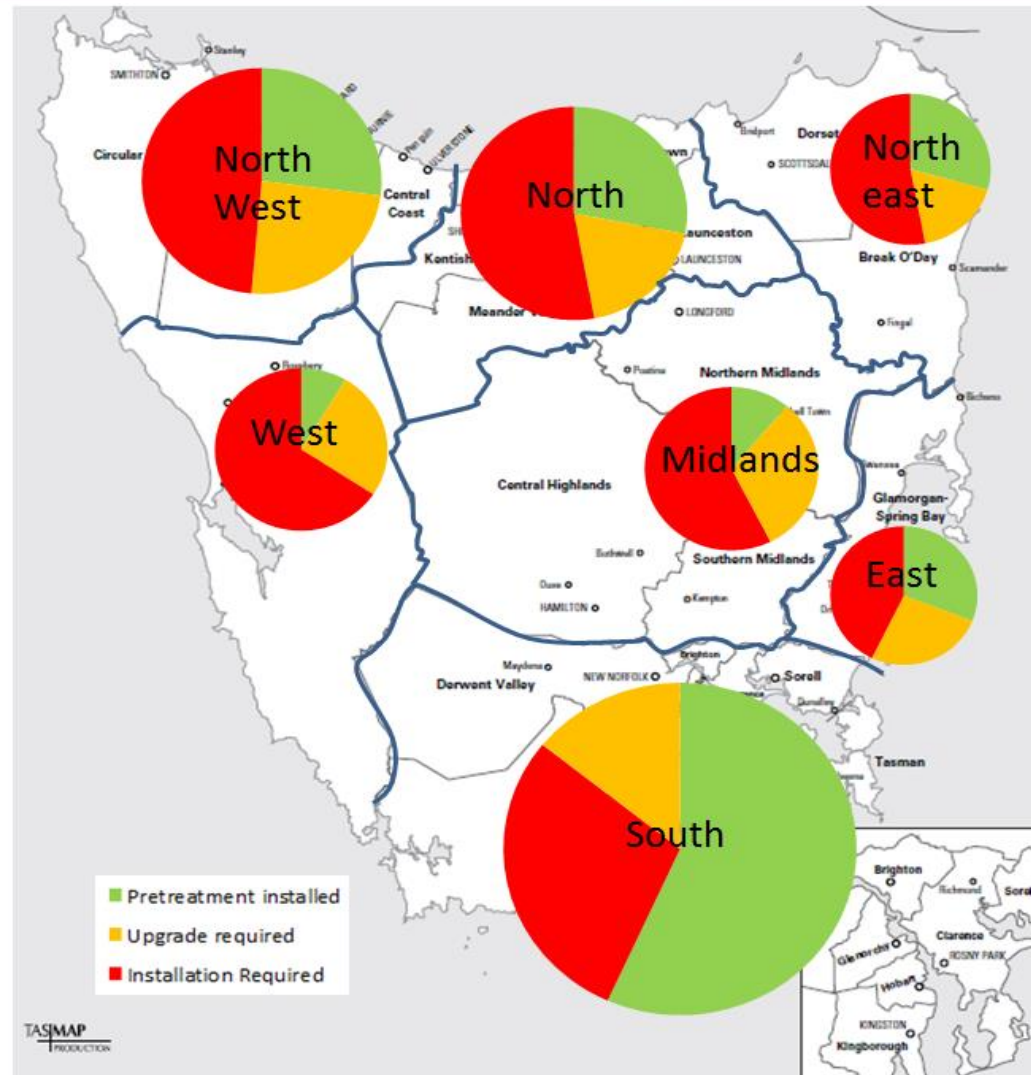 Stanley
SMITHTON
Circular
Penguin
ULVERSTONE
Central
Coast
North
West
Kentish
North
Launceston
LAUNCESTON
Bridport
Dorset
North
east
Break O'Day
Scamander
Fingal
LONGFORD
Northern Midlands
Rosebery
West
Central Highlands
Midlands
Bicheno
Swansea
Glamorgan-
Spring Bay
Bothwell
Southern Midlands
East
Ouse
HAMILTON
Kempton
Maydena
Derwent Valley
NEW NORFOLK
Brighton
Sorell
Dunalley
Tasman
South
Pretreatment installed
Upgrade required
Installation Required
TASMAP
PRODUCTION
Brighton
Richmond
Clarence
Glenorchy
ROSNY PARK
Hobart
KINGSTON
Kingborough